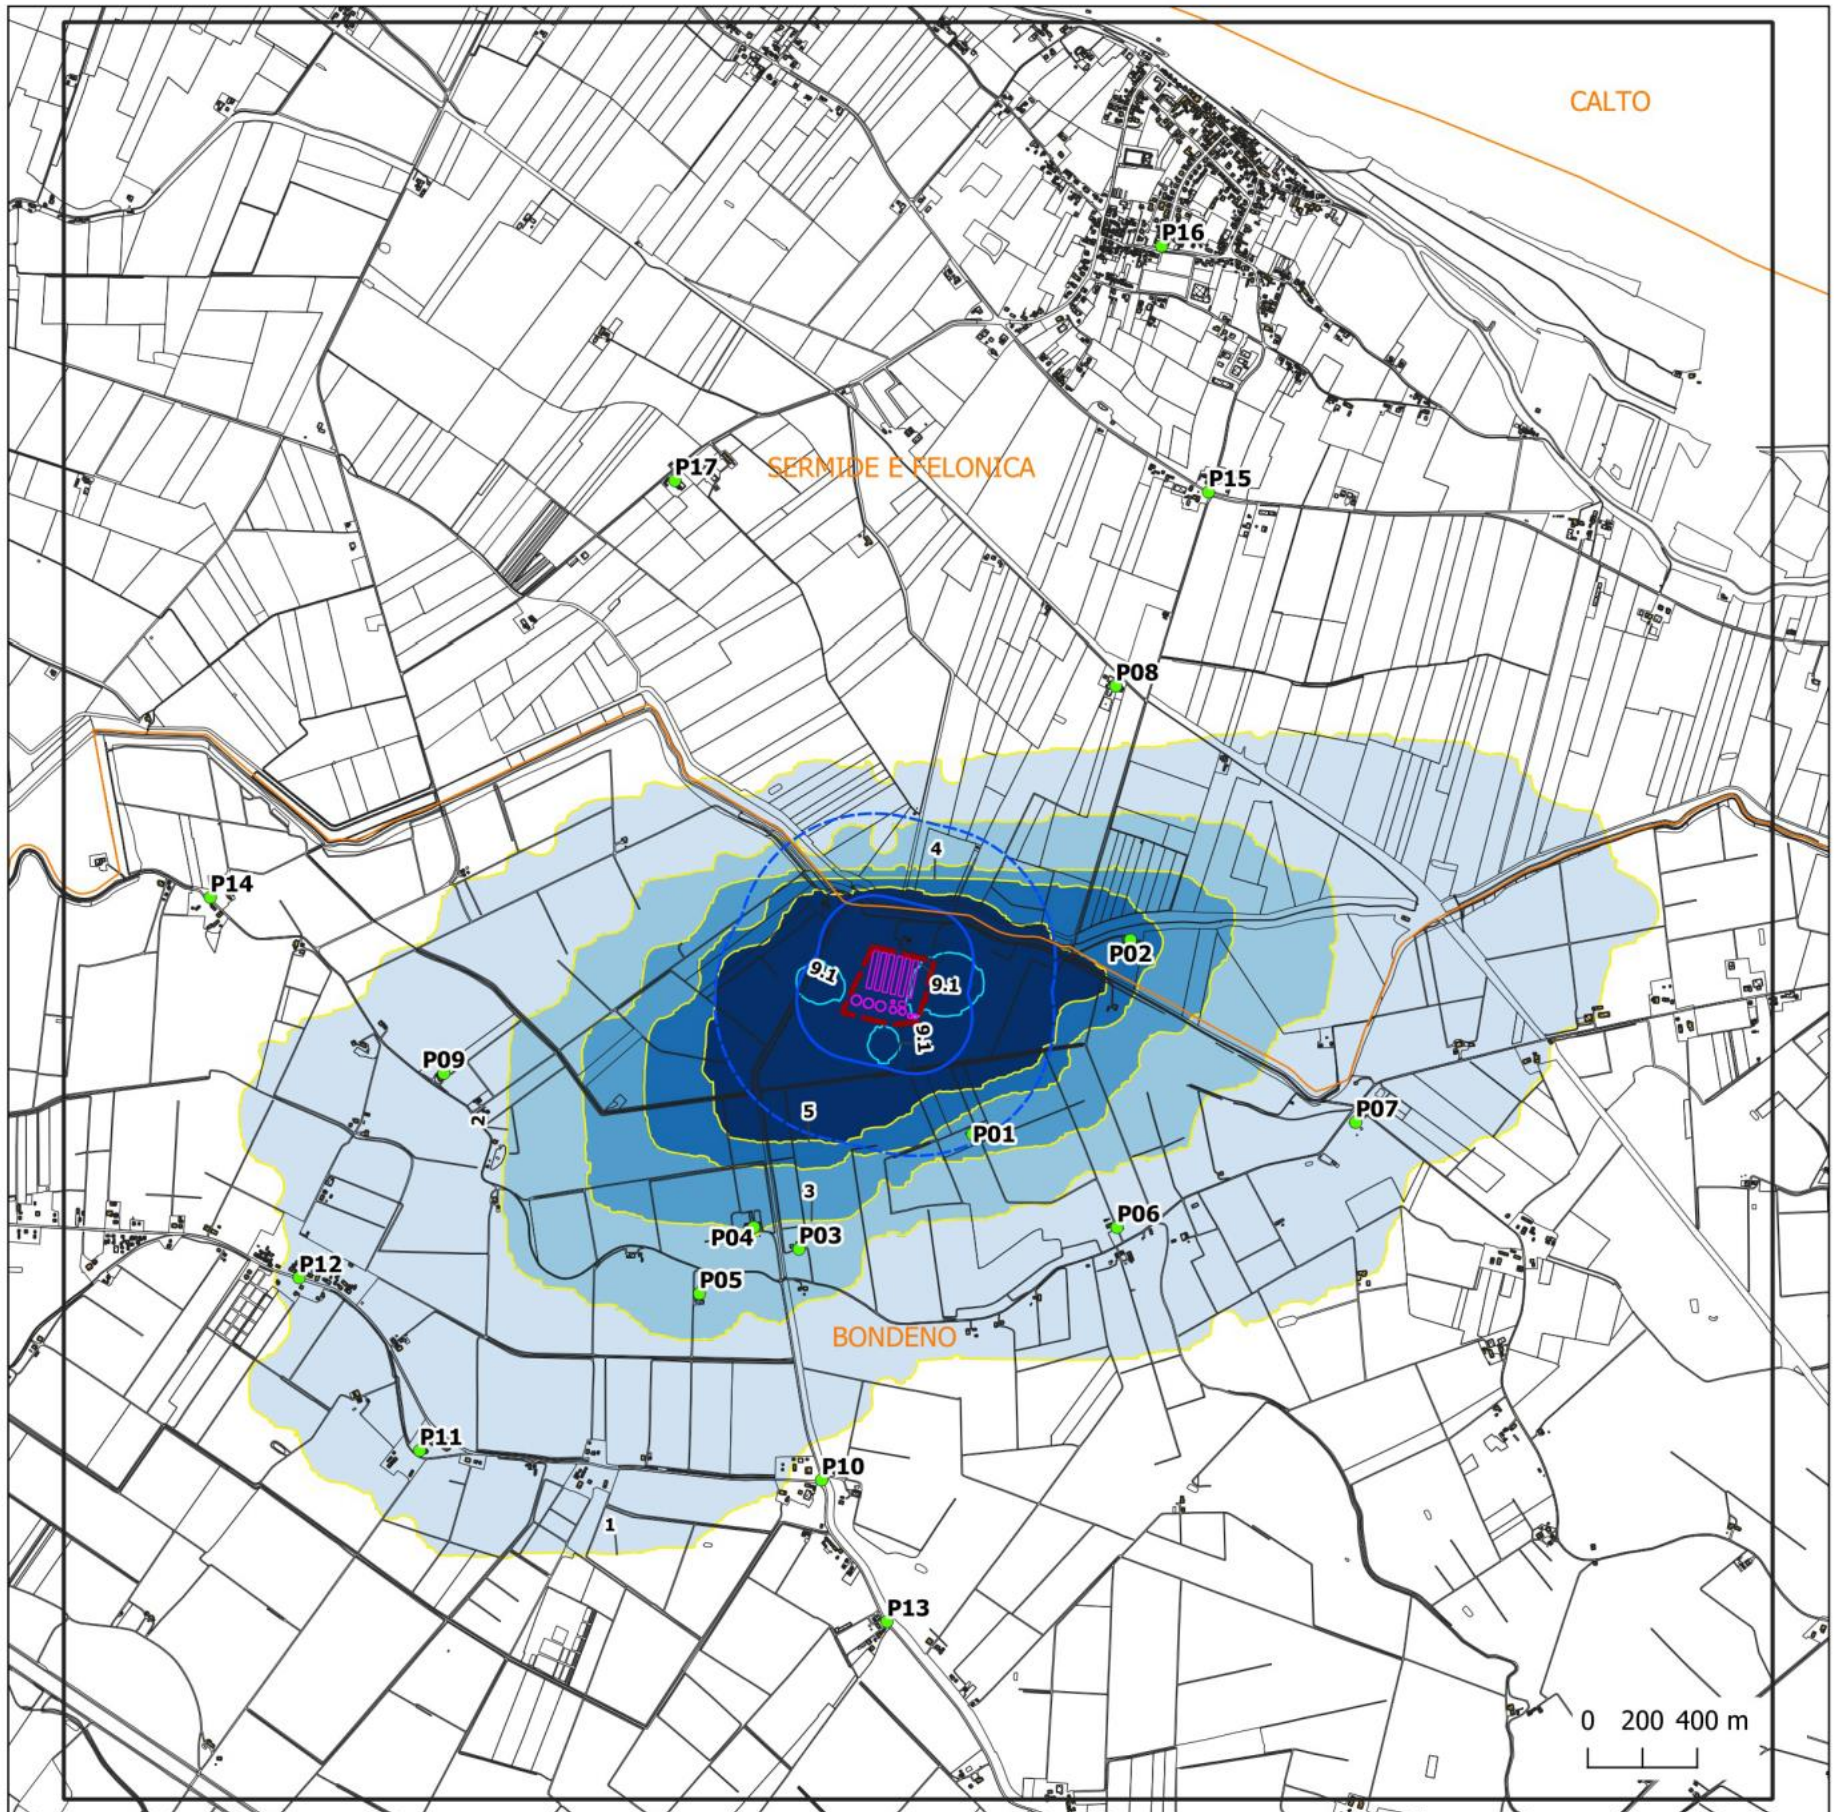 CALTO
P16
P17
SERMIDE E FELONICA
P15
P08
4
P14
P02
9.1
9.1
9.1
P09
2
5
P01
P07
3
P04
P03
P06
P12
P05
BONDENO
P11
P10
1
P13
0 200 400 m